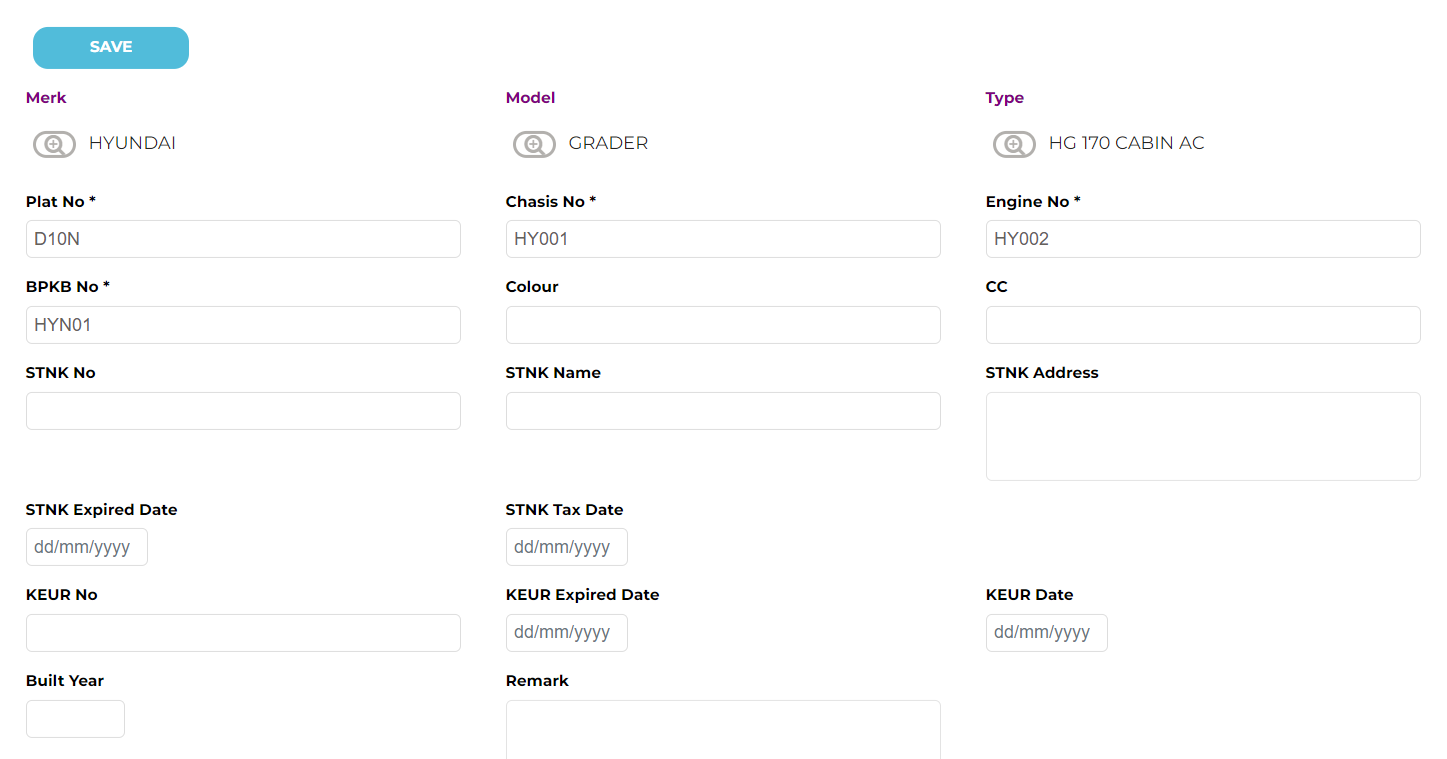 SAVE
Merk Model Type
HYUNDAI GRADER HG 170 CABIN AC
Plat No * Chasis No * Engine No *
D10N HY001 HY002
BPKB No * Colour CC
HYN01
STNK No STNK Name STNK Address
STNK Expired Date STNK Tax Date
dd/mm/yyyy dd/mm/yyyy
KEUR No KEUR Expired Date KEUR Date
dd/mm/yyyy dd/mm/yyyy
Built Year Remark